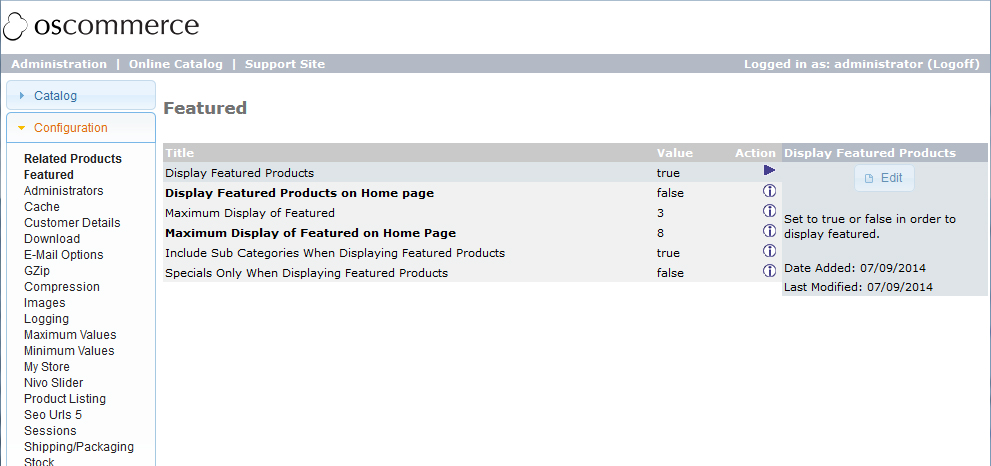 oscommerce
Administration | Online Catalog | Support Site
Logged in as: administrator (Logoff)
Catalog
Configuration
Related Products
Featured
Administrators
Cache
Customer Details
Download
E-Mail Options
GZip
Compression
Images
Logging
Maximum Values
Minimum Values
My Store
Nivo Slider
Product Listing
Seo Urls 5
Sessions
Shipping/Packaging
Stock
Featured
Title Value Action
Display Featured Products true
Display Featured Products on Home page false
Maximum Display of Featured 3
Maximum Display of Featured on Home Page 8
Include Sub Categories When Displaying Featured Products true
Specials Only When Displaying Featured Products false
Display Featured Products
Edit
Set to true or false in order to
display featured.
Date Added: 07/09/2014
Last Modified: 07/09/2014